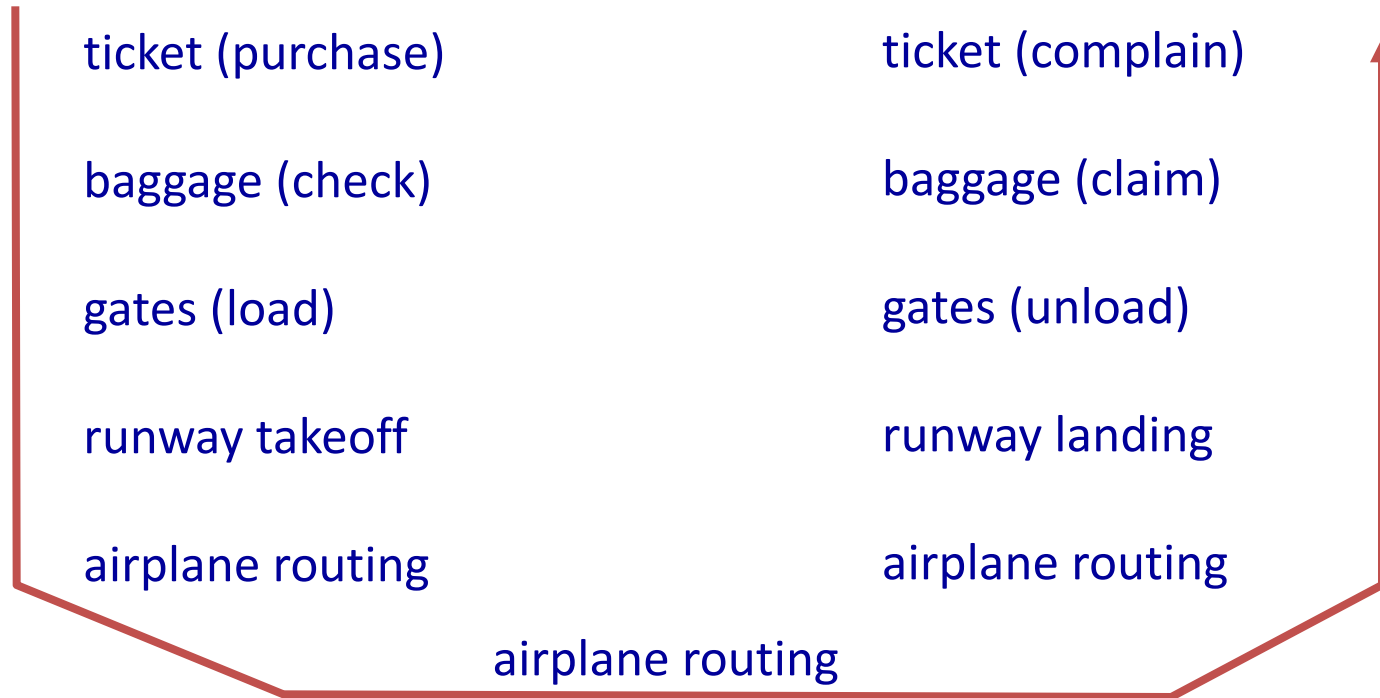 ticket (purchase)
baggage (check)
gates (load)
runway takeoff
airplane routing
ticket (complain)
baggage (claim)
gates (unload)
runway landing
airplane routing
airplane routing